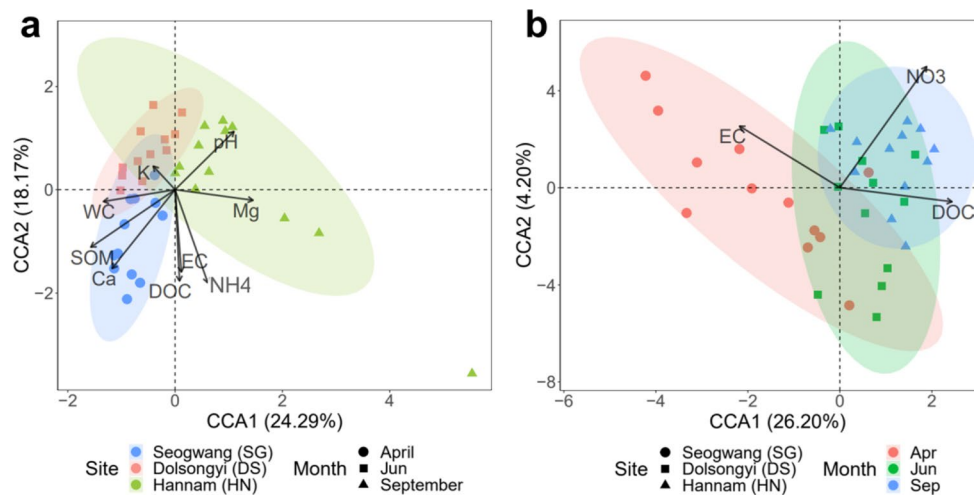 a
b
2
0
−2
CCA2 (18.17%)
pH
K
Mg
WC
SOM
Ca
EC
DOC
NH4
−2 0 2 4
CCA1 (24.29%)
Site
Seogwang (SG)
Dolsongyi (DS)
Hannam (HN)
Month
April
Jun
September
4
0
−4
−8
CCA2 (4.20%)
NO3
EC
DOC
−6 −4 −2 0 2
CCA1 (26.20%)
Site
Seogwang (SG)
Dolsongyi (DS)
Hannam (HN)
Month
Apr
Jun
Sep